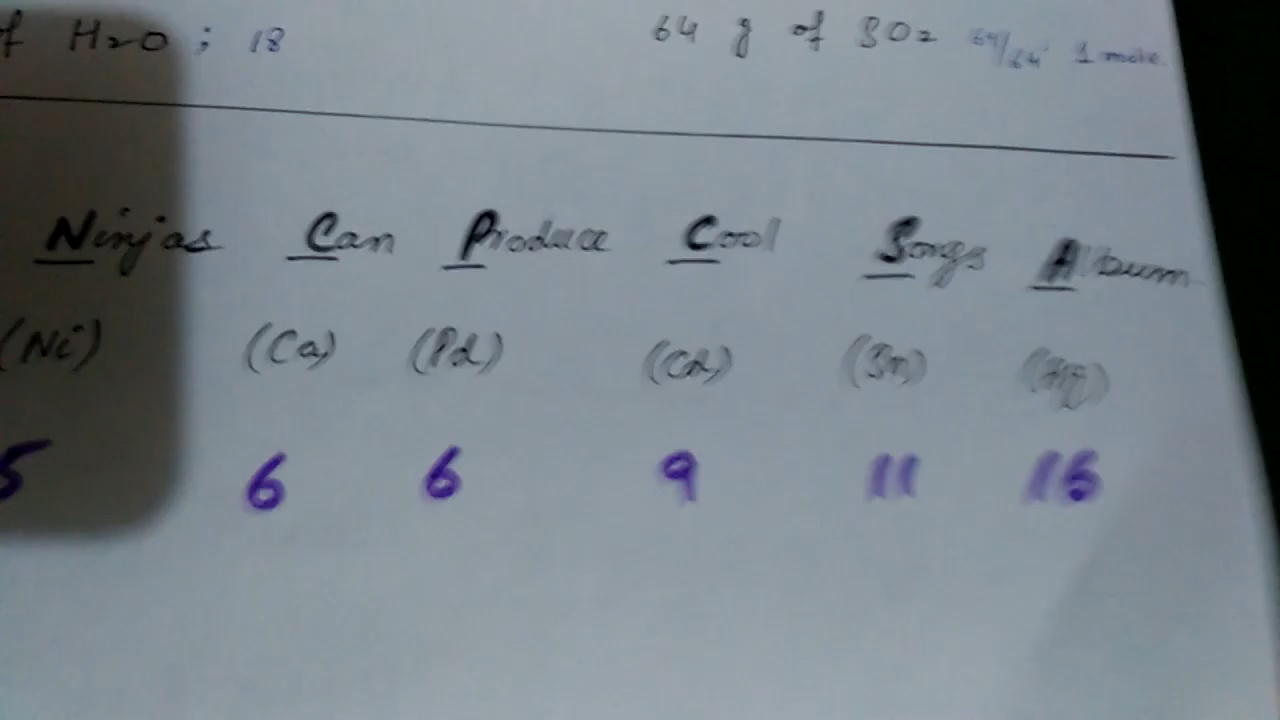 of H2O ; 18 64 g of SO2 64/64 1 mole.
Ninjas Can Produce Cool Songs Album
(Ni) (Ca) (Pd) (Cd) (Sn)
5 6 6 9 11 16